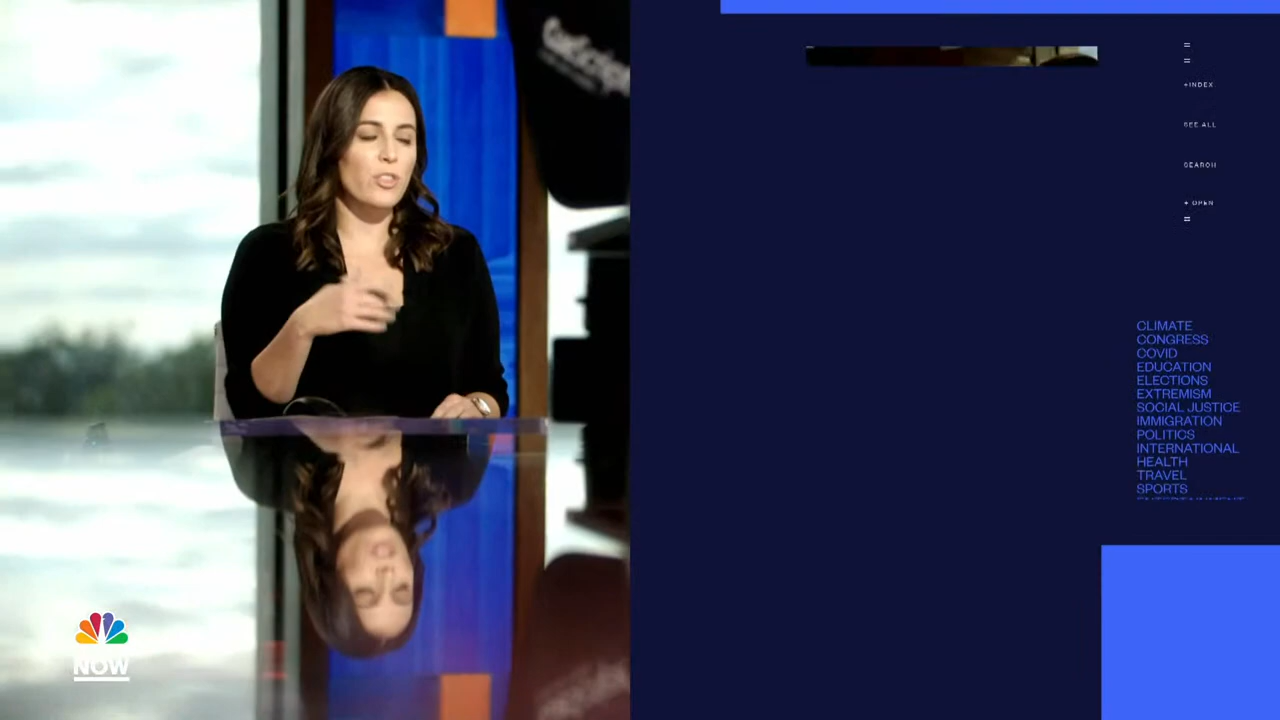 =
=
+INDEX
SEE ALL
SEARCH
+ OPEN
=
CLIMATE
CONGRESS
COVID
EDUCATION
ELECTIONS
EXTREMISM
SOCIAL JUSTICE
IMMIGRATION
POLITICS
INTERNATIONAL
HEALTH
TRAVEL
SPORTS
NOW